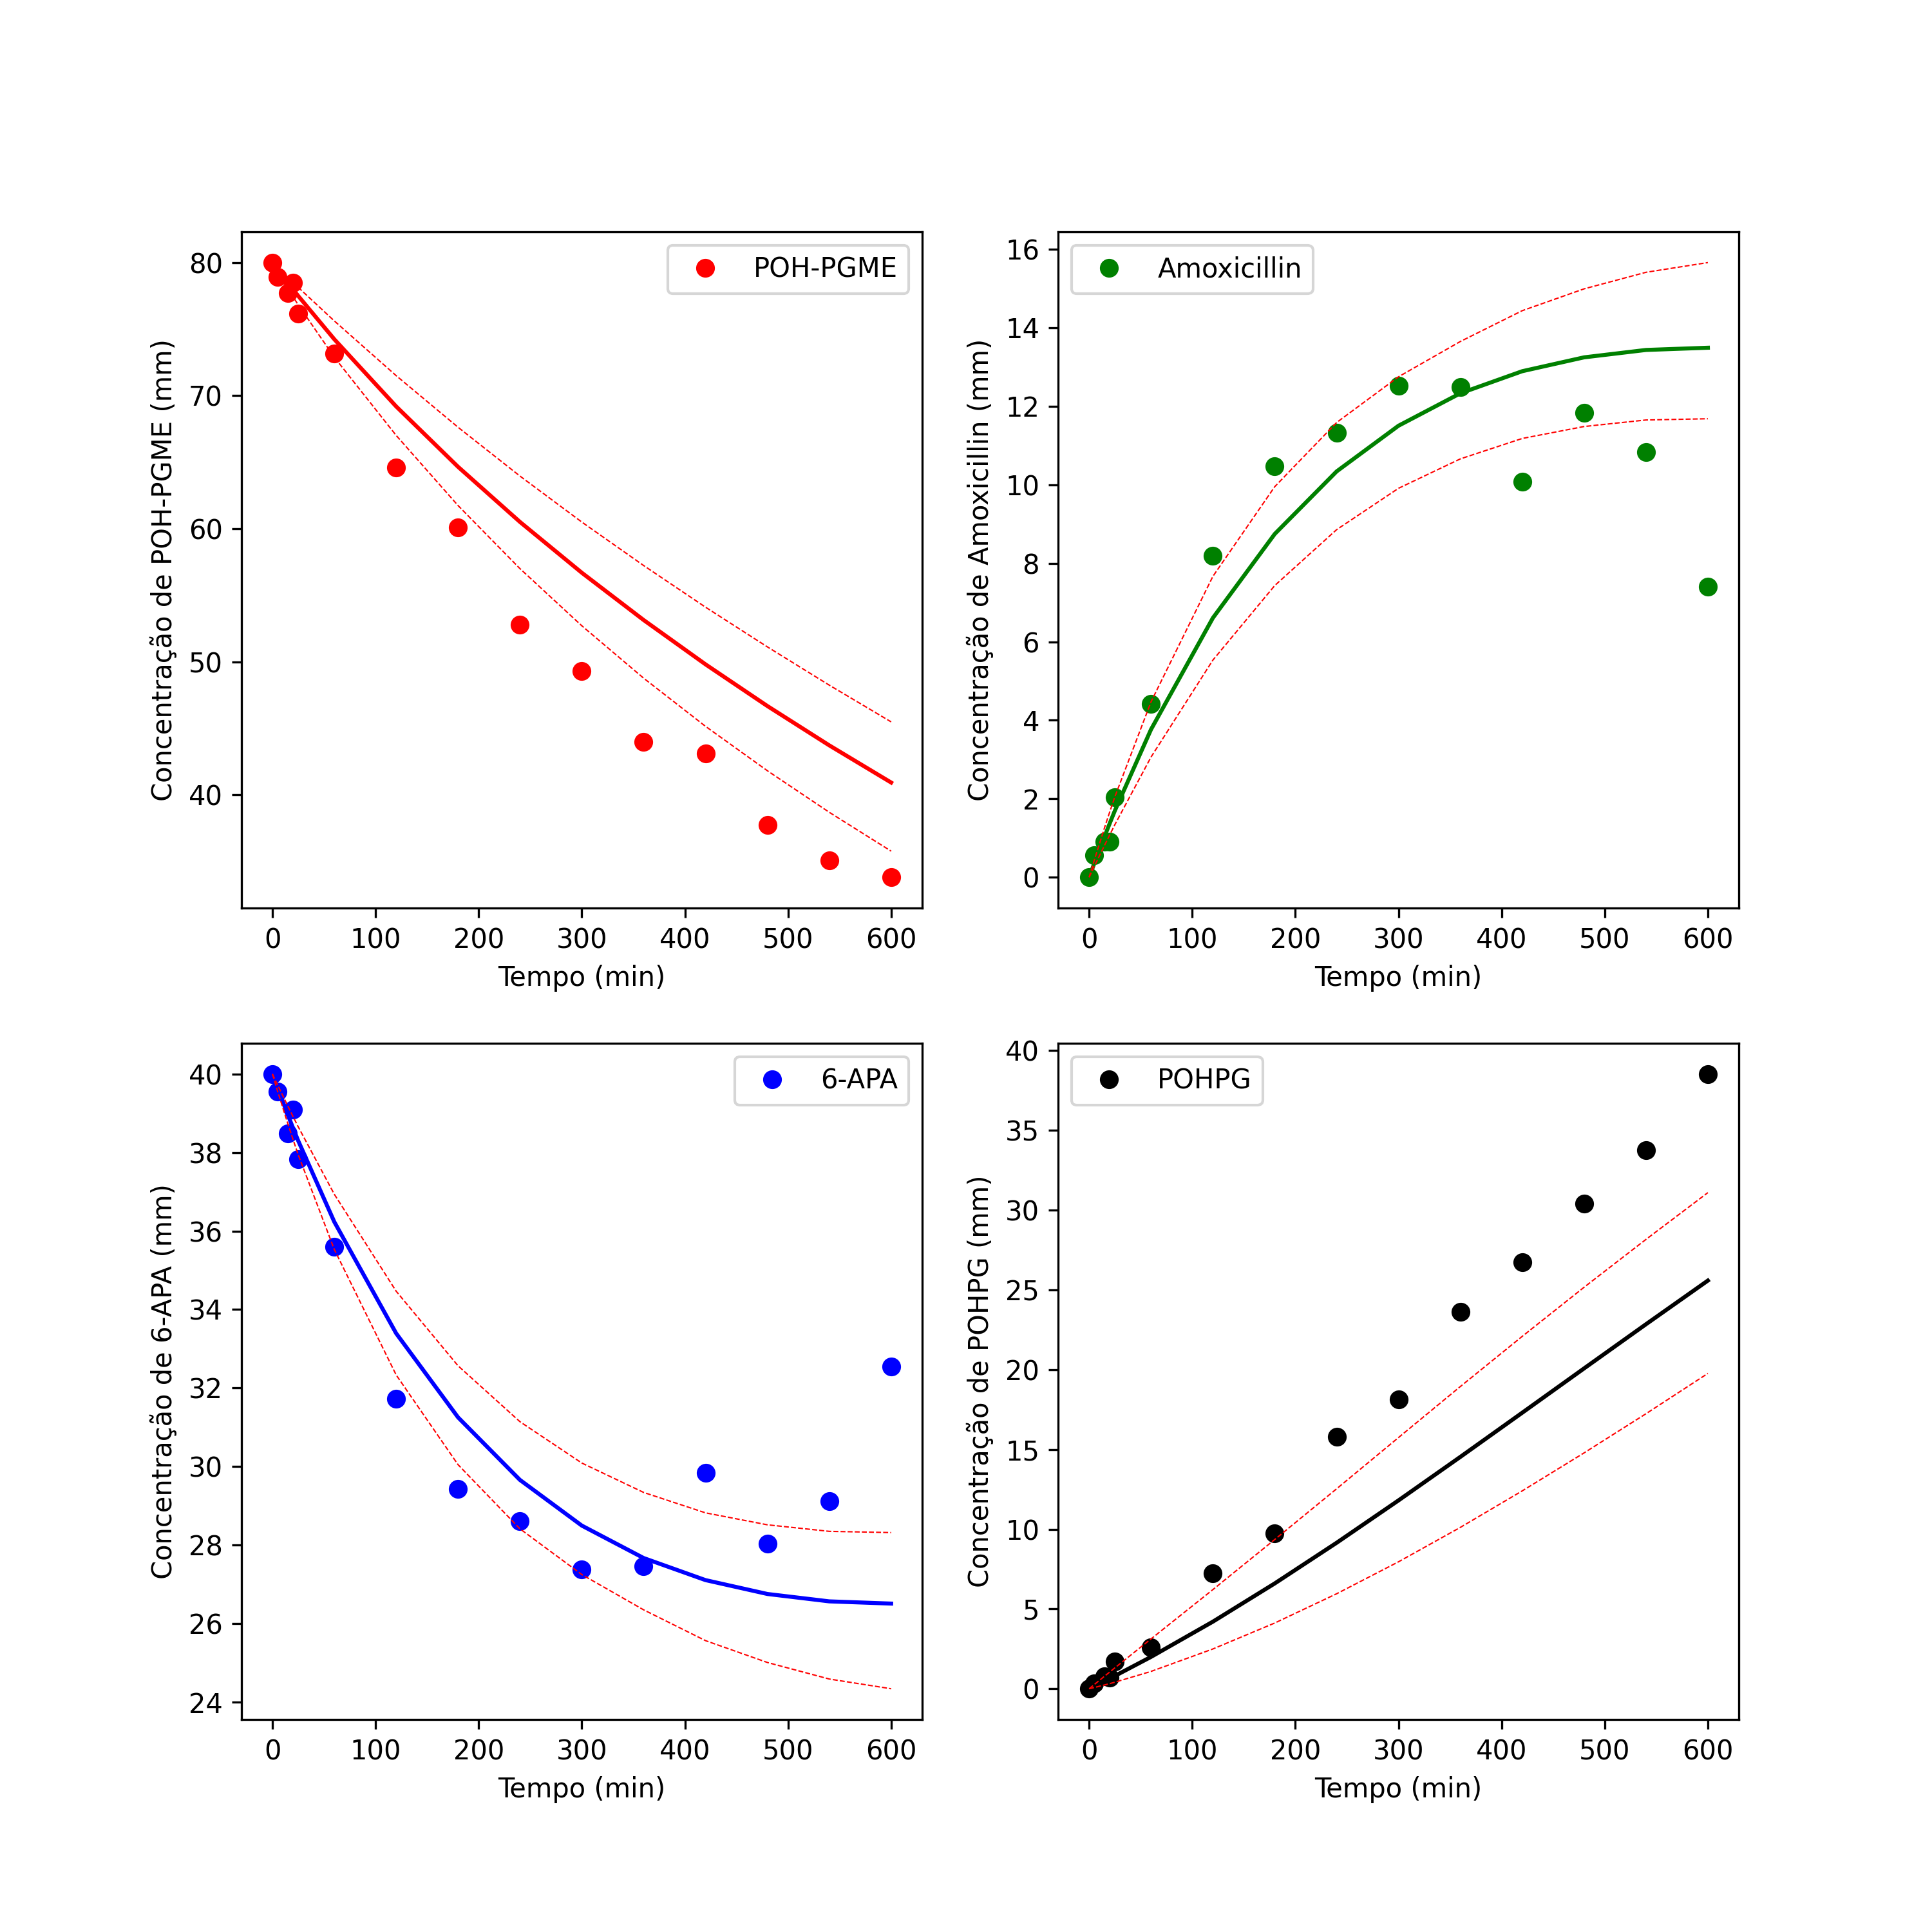 POH-PGME
Concentração de POH-PGME (mm)
80
70
60
50
40
0 100 200 300 400 500 600
Tempo (min)
Amoxicillin
Concentração de Amoxicillin (mm)
16
14
12
10
8
6
4
2
0
0 100 200 300 400 500 600
Tempo (min)
6-APA
Concentração de 6-APA (mm)
40
38
36
34
32
30
28
26
24
0 100 200 300 400 500 600
Tempo (min)
POHPG
Concentração de POHPG (mm)
40
35
30
25
20
15
10
5
0
0 100 200 300 400 500 600
Tempo (min)